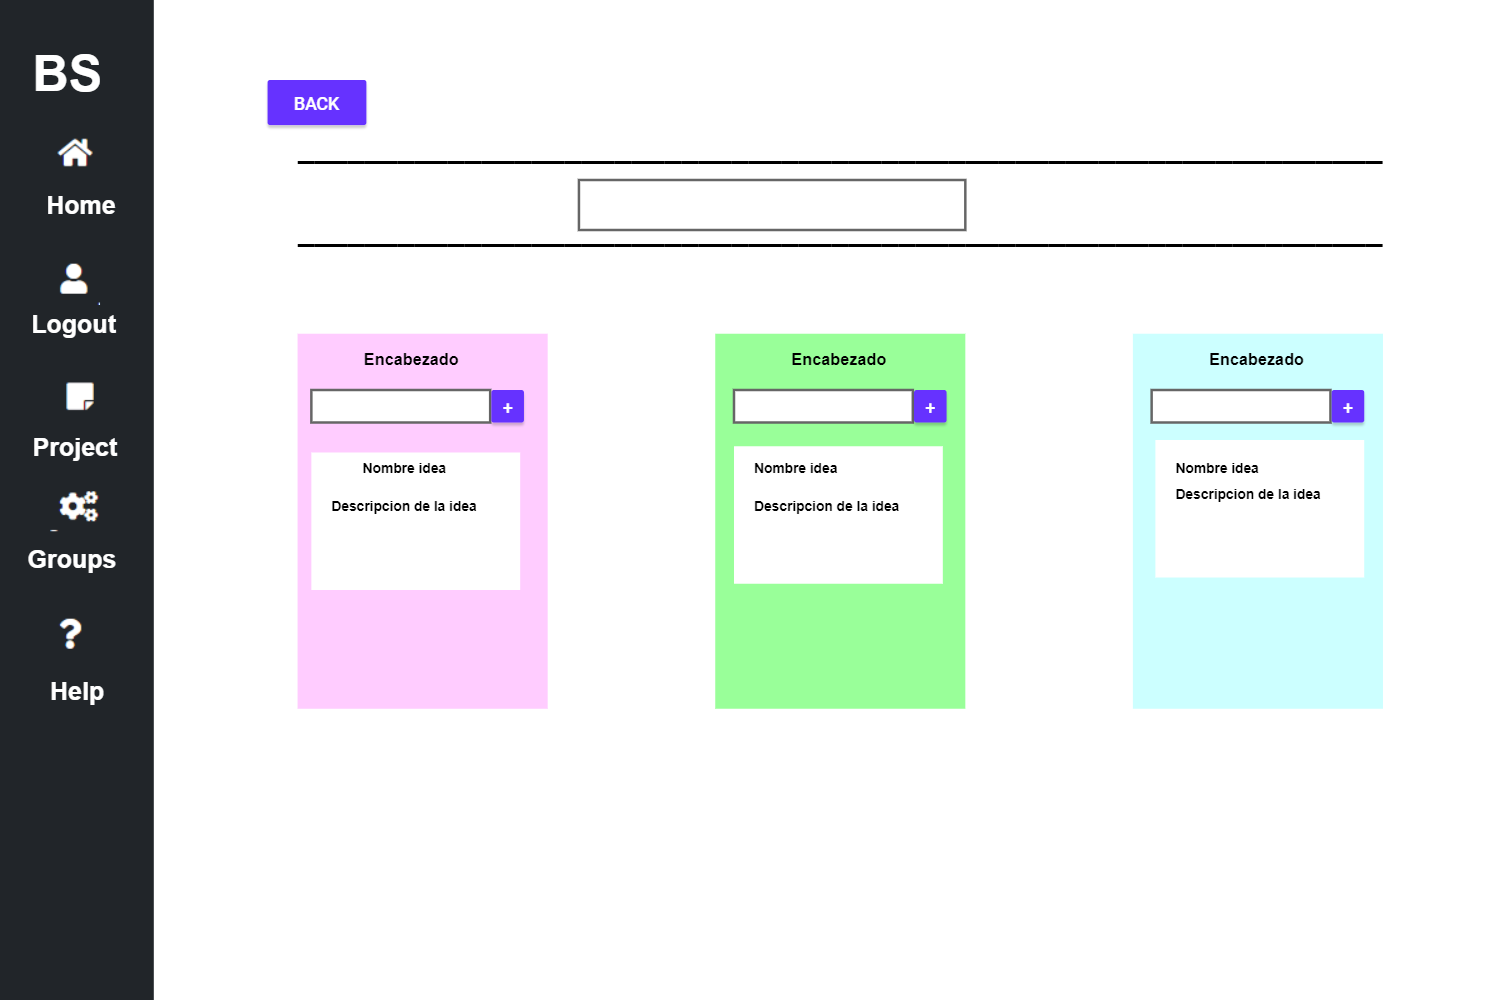 BS
Home
Logout
Project
Groups
Help
BACK
Encabezado
+
Nombre idea
Descripcion de la idea
Encabezado
+
Nombre idea
Descripcion de la idea
Encabezado
+
Nombre idea
Descripcion de la idea